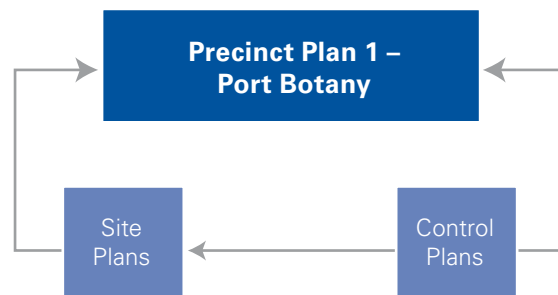 Precinct Plan 1 –
Port Botany
Site
Plans
Control
Plans